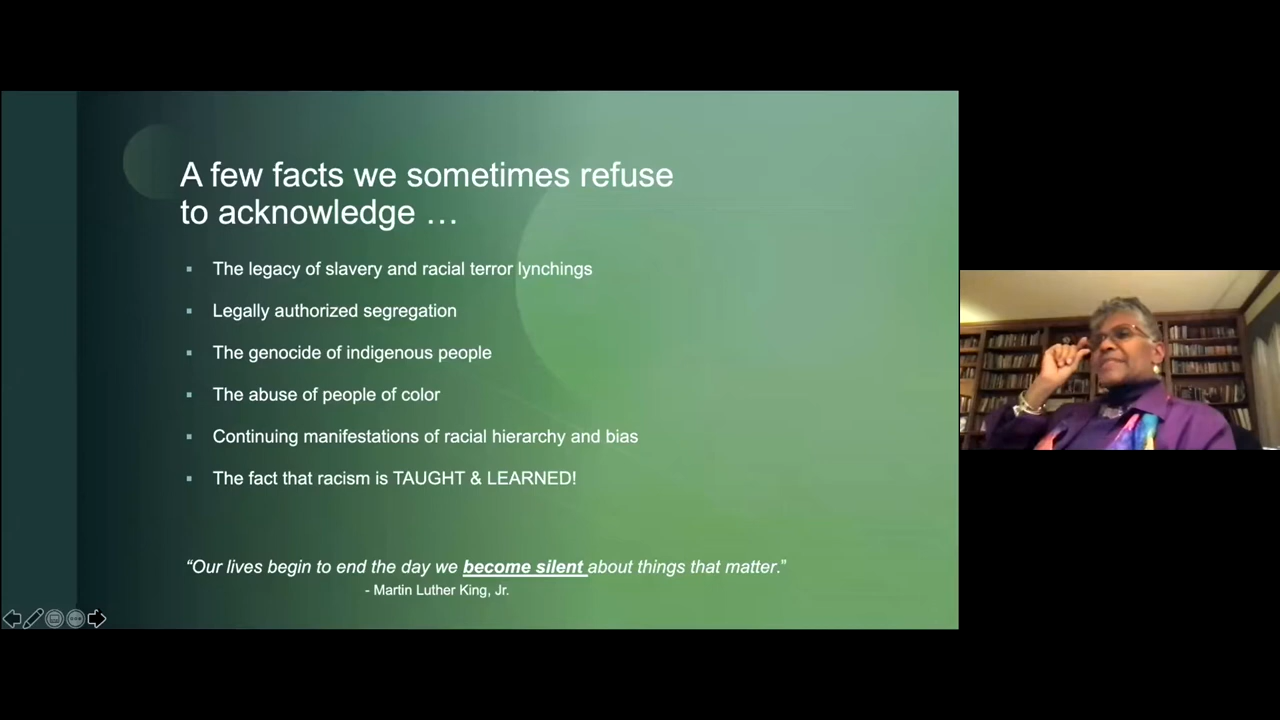 A few facts we sometimes refuse
to acknowledge …
▪ The legacy of slavery and racial terror lynchings
▪ Legally authorized segregation
▪ The genocide of indigenous people
▪ The abuse of people of color
▪ Continuing manifestations of racial hierarchy and bias
▪ The fact that racism is TAUGHT & LEARNED!
“Our lives begin to end the day we become silent about things that matter.”
- Martin Luther King, Jr.